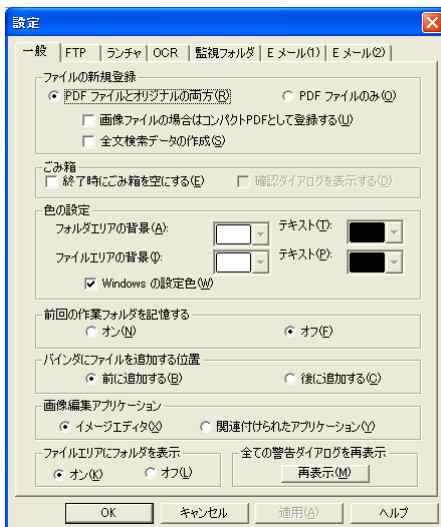 設定
一般 FTP ランチャ OCR 監視フォルダ Eメール(1) Eメール(2)
ファイルの新規登録
PDF ファイルとオリジナルの両方(R) PDF ファイルのみ(O)
画像ファイルの場合はコンパクトPDFとして登録する(U)
全文検索データの作成(S)
ごみ箱
終了時にごみ箱を空にする(E) 確認ダイアログを表示する(D)
色の設定
フォルダエリアの背景(A): テキスト(T):
ファイルエリアの背景(I): テキスト(P):
Windows の設定色(W)
前回の作業フォルダを記憶する
オン(N) オフ(F)
バインダにファイルを追加する位置
前に追加する(B) 後に追加する(C)
画像編集アプリケーション
イメージエディタ(X) 関連付けられたアプリケーション(Y)
ファイルエリアにフォルダを表示 全ての警告ダイアログを再表示
オン(K) オフ(L) 再表示(M)
OK キャンセル 適用(A) ヘルプ